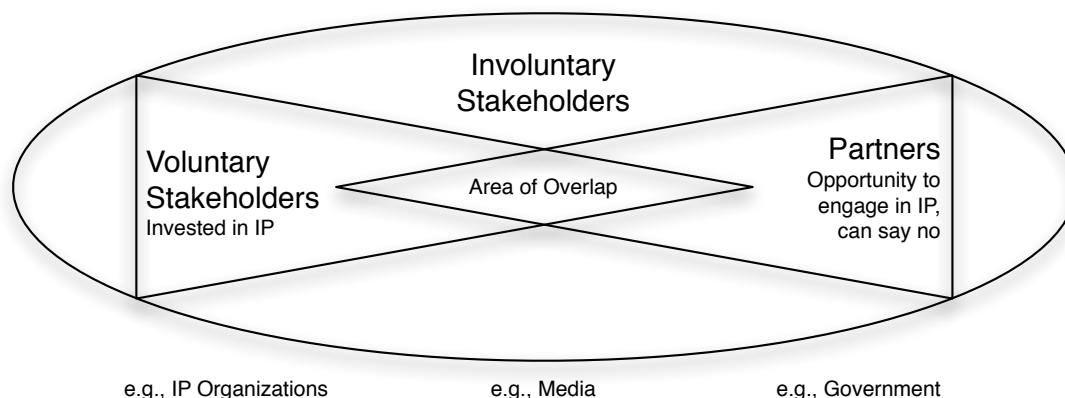 Involuntary
Stakeholders
Voluntary
Stakeholders
Invested in IP
Area of Overlap
Partners
Opportunity to
engage in IP,
can say no
e.g., IP Organizations
e.g., Media
e.g., Government